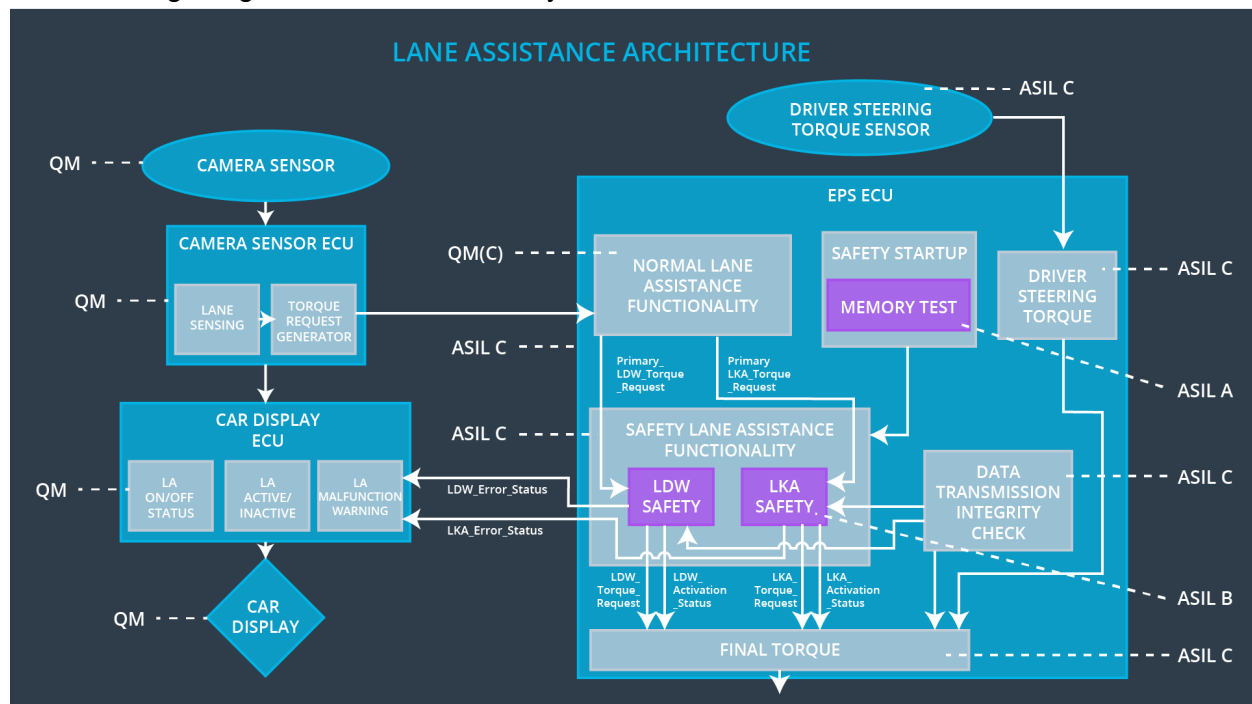 LANE ASSISTANCE ARCHITECTURE
ASIL C
DRIVER STEERING
TORQUE SENSOR
QM
CAMERA SENSOR
EPS ECU
CAMERA SENSOR ECU
LANE
SENSING
TORQUE
REQUEST
GENERATOR
QM
QM(C)
NORMAL LANE
ASSISTANCE
FUNCTIONALITY
SAFETY STARTUP
MEMORY TEST
DRIVER
STEERING
TORQUE
ASIL C
ASIL C
ASIL A
Primary_
LDW_Torque
_Request
Primary
LKA_Torque
_Request
CAR DISPLAY
ECU
LA
ON/OFF
STATUS
LA
ACTIVE/
INACTIVE
LA
MALFUNCTION
WARNING
QM
ASIL C
SAFETY LANE ASSISTANCE
FUNCTIONALITY
LDW
SAFETY
LKA
SAFETY
DATA
TRANSMISSION
INTEGRITY
CHECK
ASIL C
LDW_Error_Status
LKA_Error_Status
LDW_
Torque_
Request
LDW_
Activation
_Status
LKA_
Torque_
Request
LKA_
Activation
_Status
ASIL B
QM
CAR
DISPLAY
FINAL TORQUE
ASIL C